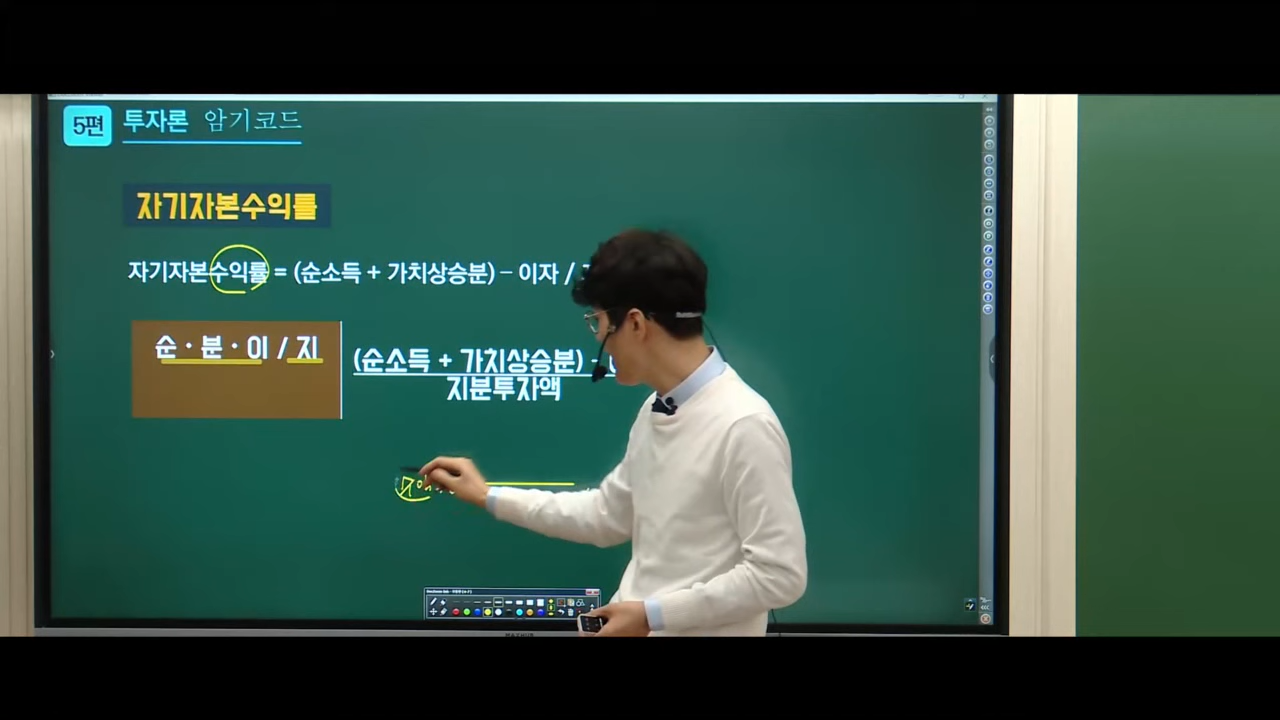 5편 투자론 암기코드
자기자본수익률
자기자본수익률 = (순소득 + 가치상승분) - 이자 /
순·분·이 / 지
(순소득 + 가치상승분) -
지분투자액